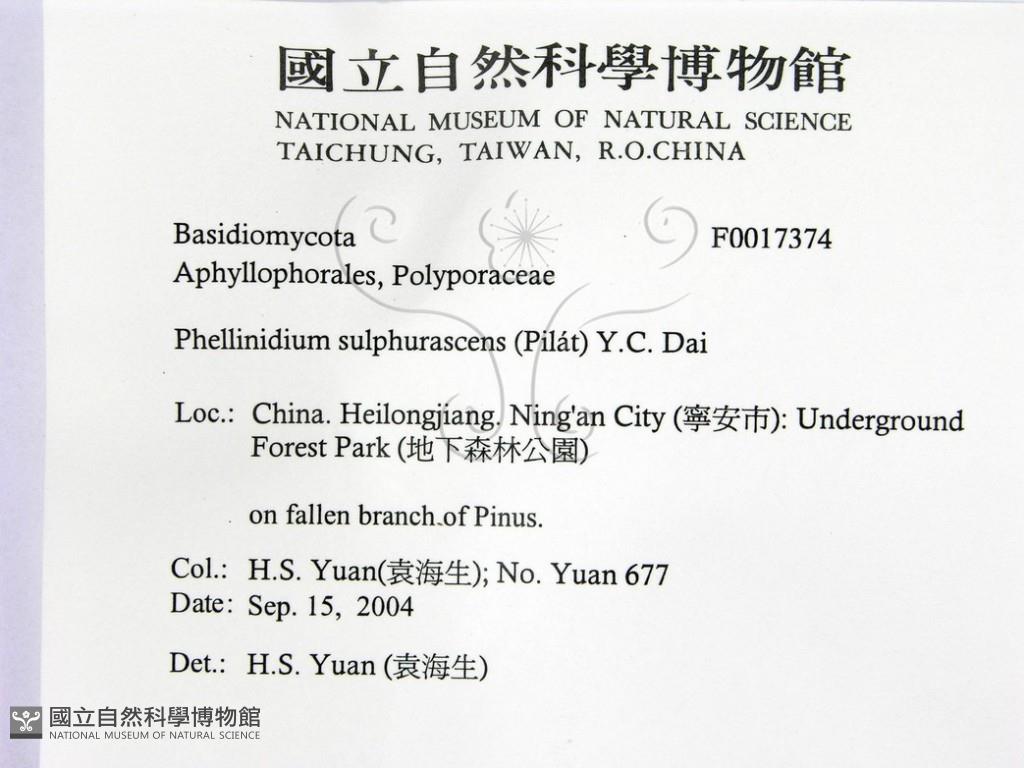 國立自然科學博物館
NATIONAL MUSEUM OF NATURAL SCIENCE
TAICHUNG, TAIWAN, R.O.CHINA
Basidiomycota F0017374
Aphyllophorales, Polyporaceae
Phellinidium sulphurascens (Pilát) Y.C. Dai
Loc.: China. Heilongjiang. Ning'an City (寧安市): Underground
Forest Park (地下森林公園)
on fallen branch of Pinus.
Col.: H.S. Yuan(袁海生); No. Yuan 677
Date: Sep. 15, 2004
Det.: H.S. Yuan (袁海生)
國立自然科學博物館
NATIONAL MUSEUM OF NATURAL SCIENCE